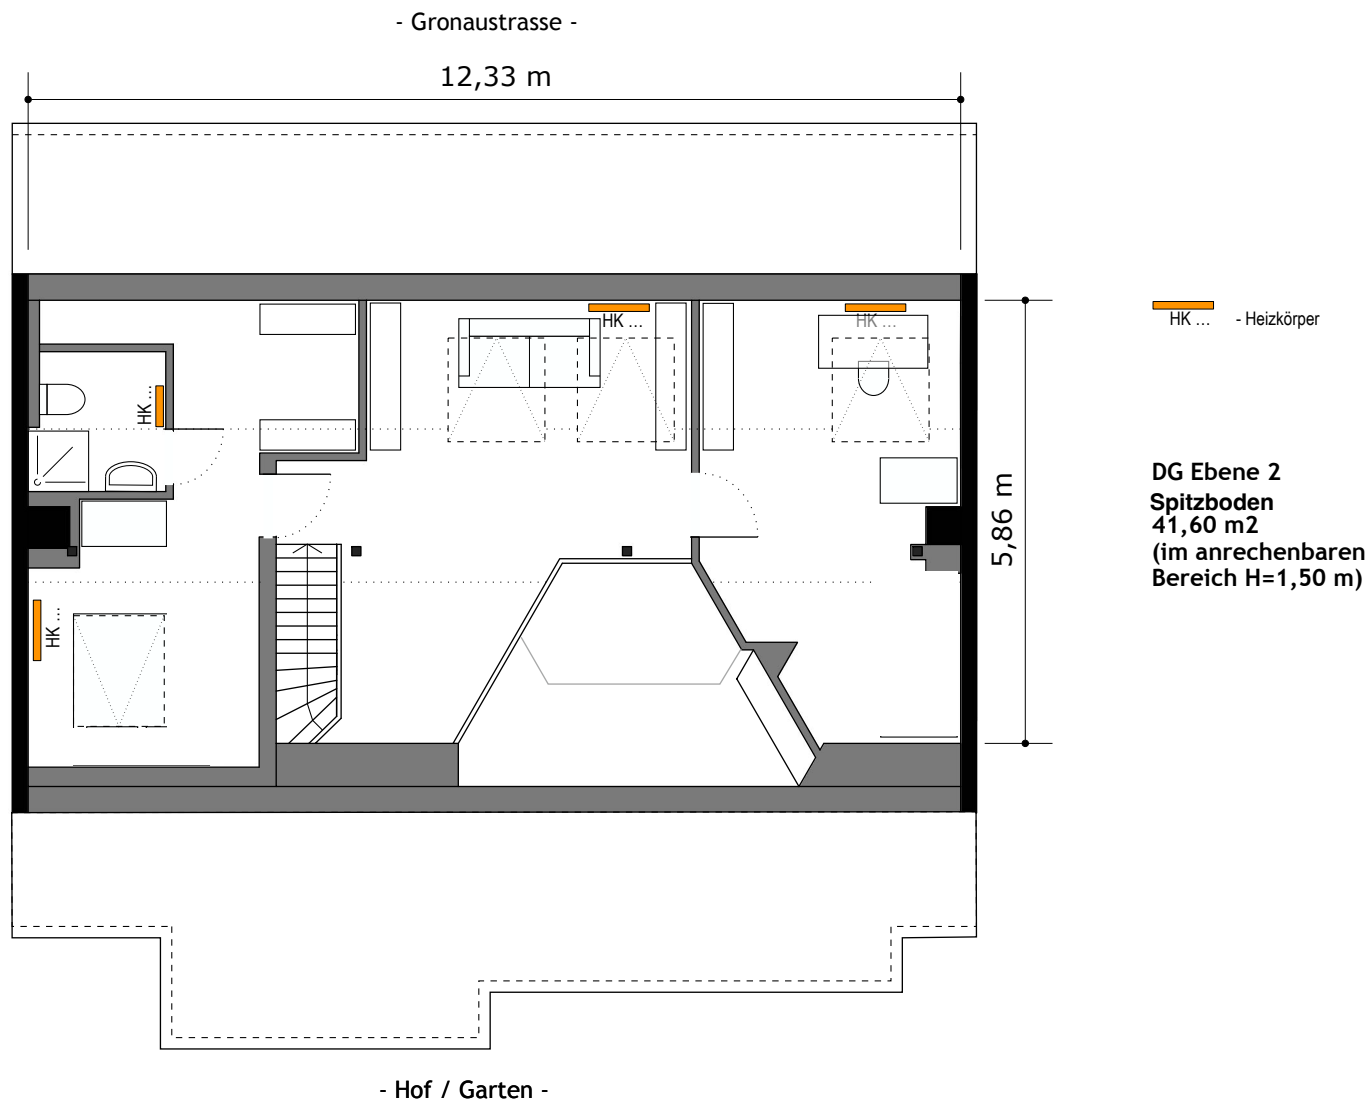 - Gronaustrasse -
12,33 m
HK ...
HK ...
HK ...
- Heizkörper
HK ...
DG Ebene 2
Spitzboden
41,60 m2
(im anrechenbaren
Bereich H=1,50 m)
5,86 m
HK ...
- Hof / Garten -